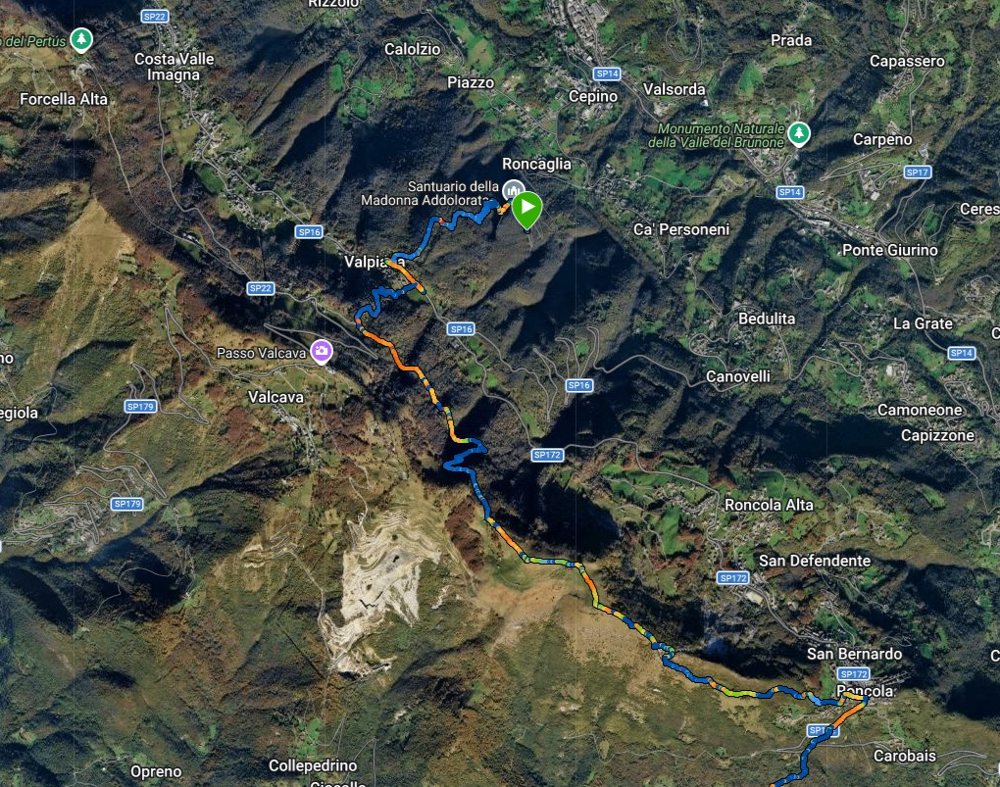 Rizzolo
SP22
o del Pertüs
Calolzio
Prada
Costa Valle
Imagna
Capassero
Piazzo
SP14
Forcella Alta
Cepino
Valsorda
Monumento Naturale
della Valle del Brunone
Carpeno
Roncaglia
SP17
Santuario della
Madonna Addolorata
SP14
Ceres
SP16
Ca' Personeni
Ponte Giurino
SP22
Bedulita
La Grate
SP16
Passo Valcava
SP14
no
Canovelli
SP16
Valcava
SP179
egiola
Camoneone
Capizzone
SP172
SP179
Roncola Alta
San Defendente
SP172
San Bernardo
SP172
Roncola
Carobais
Collepedrino
Opreno